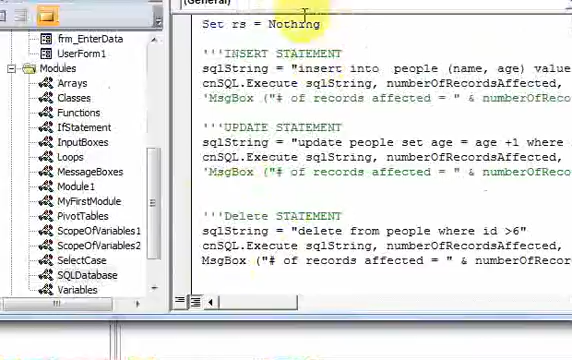 (General)
frm_EnterData
UserForm1
Modules
Arrays
Classes
Functions
IfStatement
InputBoxes
Loops
MessageBoxes
Module1
MyFirstModule
PivotTables
ScopeOfVariables1
ScopeOfVariables2
SelectCase
SQLDatabase
Variables
Set rs = Nothing
'''INSERT STATEMENT
sqlString = "insert into people (name, age) value
cnSQL.Execute sqlString, numberOfRecordsAffected,
'MsgBox ("# of records affected = " & numberOfReco
'''UPDATE STATEMENT
sqlString = "update people set age = age +1 where
cnSQL.Execute sqlString, numberOfRecordsAffected,
'MsgBox ("# of records affected = " & numberOfReco
'''Delete STATEMENT
sqlString = "delete from people where id >6"
cnSQL.Execute sqlString, numberOfRecordsAffected,
MsgBox ("# of records affected = " & numberOfReco